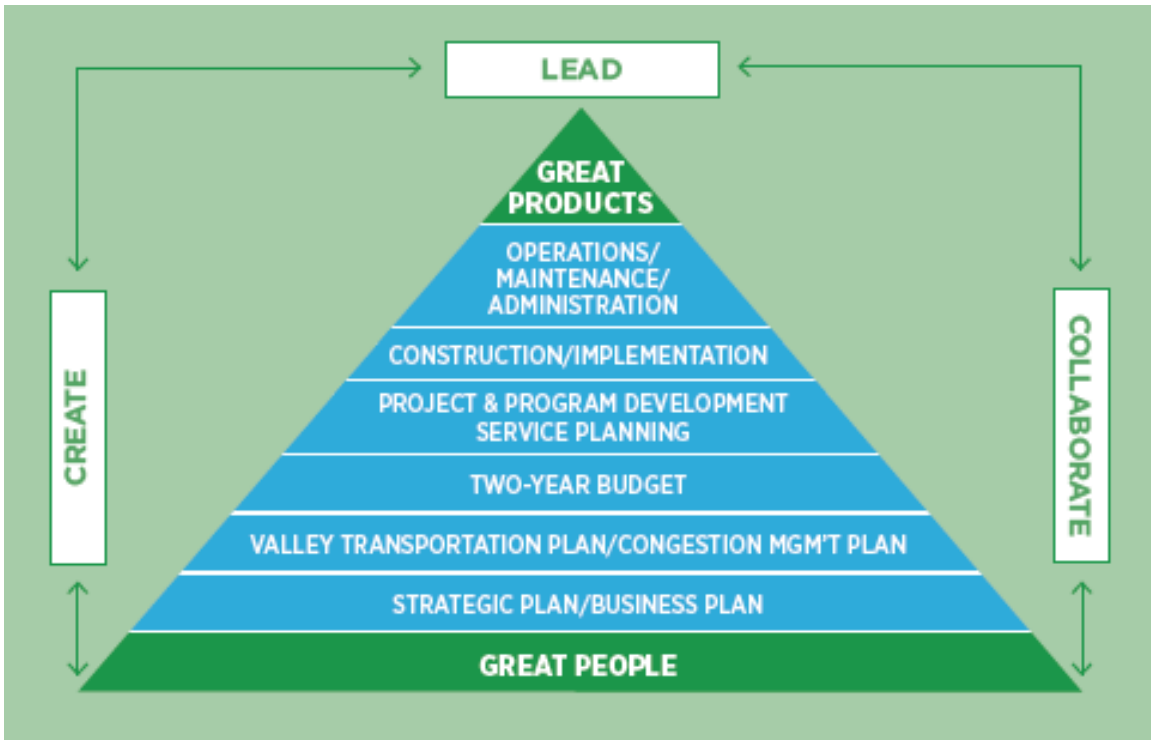 LEAD
GREAT
PRODUCTS
OPERATIONS/
MAINTENANCE/
ADMINISTRATION
CONSTRUCTION/IMPLEMENTATION
PROJECT & PROGRAM DEVELOPMENT
SERVICE PLANNING
TWO-YEAR BUDGET
VALLEY TRANSPORTATION PLAN/CONGESTION MGM'T PLAN
STRATEGIC PLAN/BUSINESS PLAN
GREAT PEOPLE
CREATE
COLLABORATE